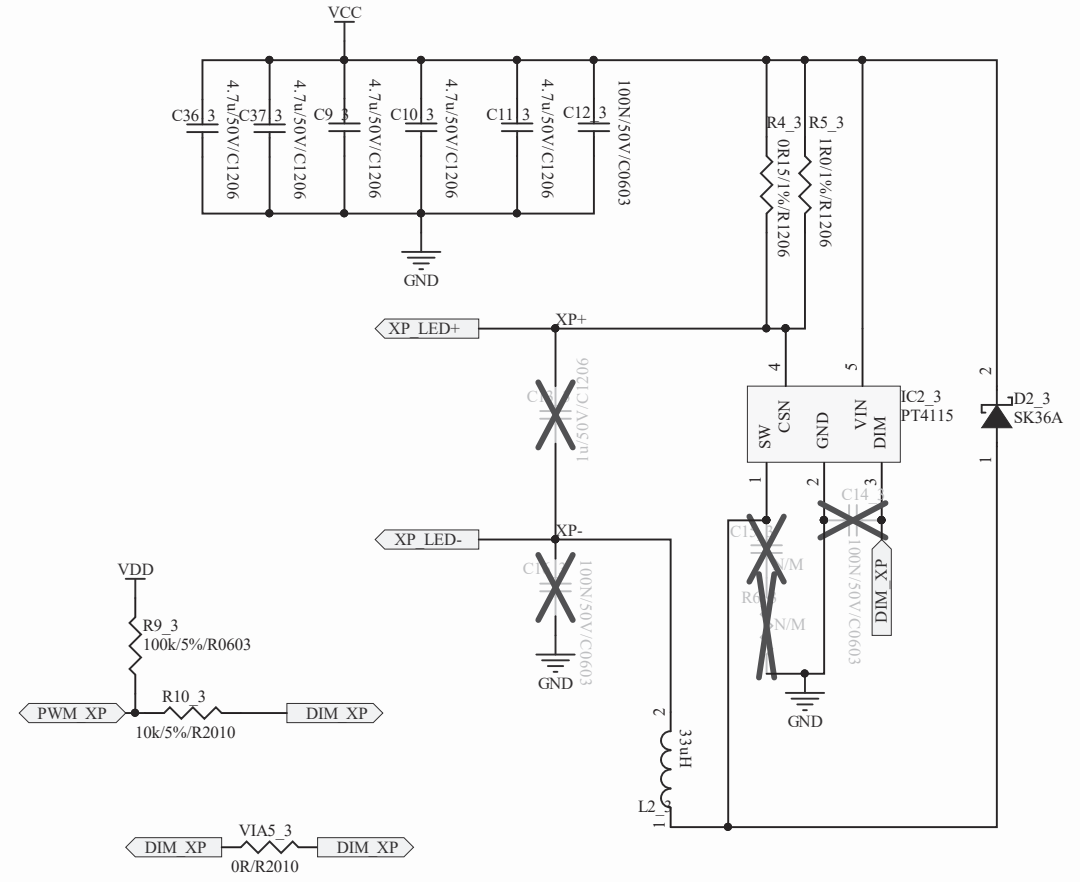 VCC
C36_3
4.7u/50V/C1206
C37_3
4.7u/50V/C1206
C9_3
4.7u/50V/C1206
C10_3
4.7u/50V/C1206
C11_3
4.7u/50V/C1206
C12_3
100N/50V/C0603
GND
R4_3
0R15/1%/R1206
R5_3
1R0/1%/R1206
XP_LED+
XP+
1u/50V/C1206
4
5
2
CSN
VIN
SW
GND
DIM
IC2_3
PT4115
D2_3
SK36A
1
2
3
1
C14_3
100N/50V/C0603
DIM_XP
N/M
N/M
GND
XP_LED-
XP-
100N/50V/C0603
GND
VDD
R9_3
100k/5%/R0603
PWM_XP
R10_3
10k/5%/R2010
DIM_XP
2
33uH
L2_3
1
DIM_XP
VIA5_3
0R/R2010
DIM_XP